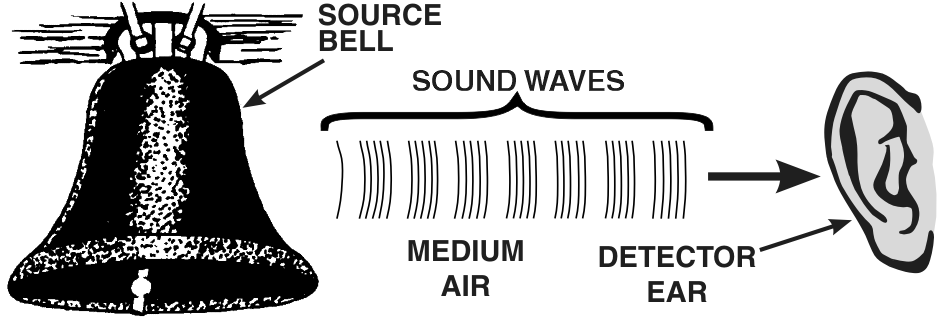 SOURCE
BELL
SOUND WAVES
MEDIUM
AIR
DETECTOR
EAR